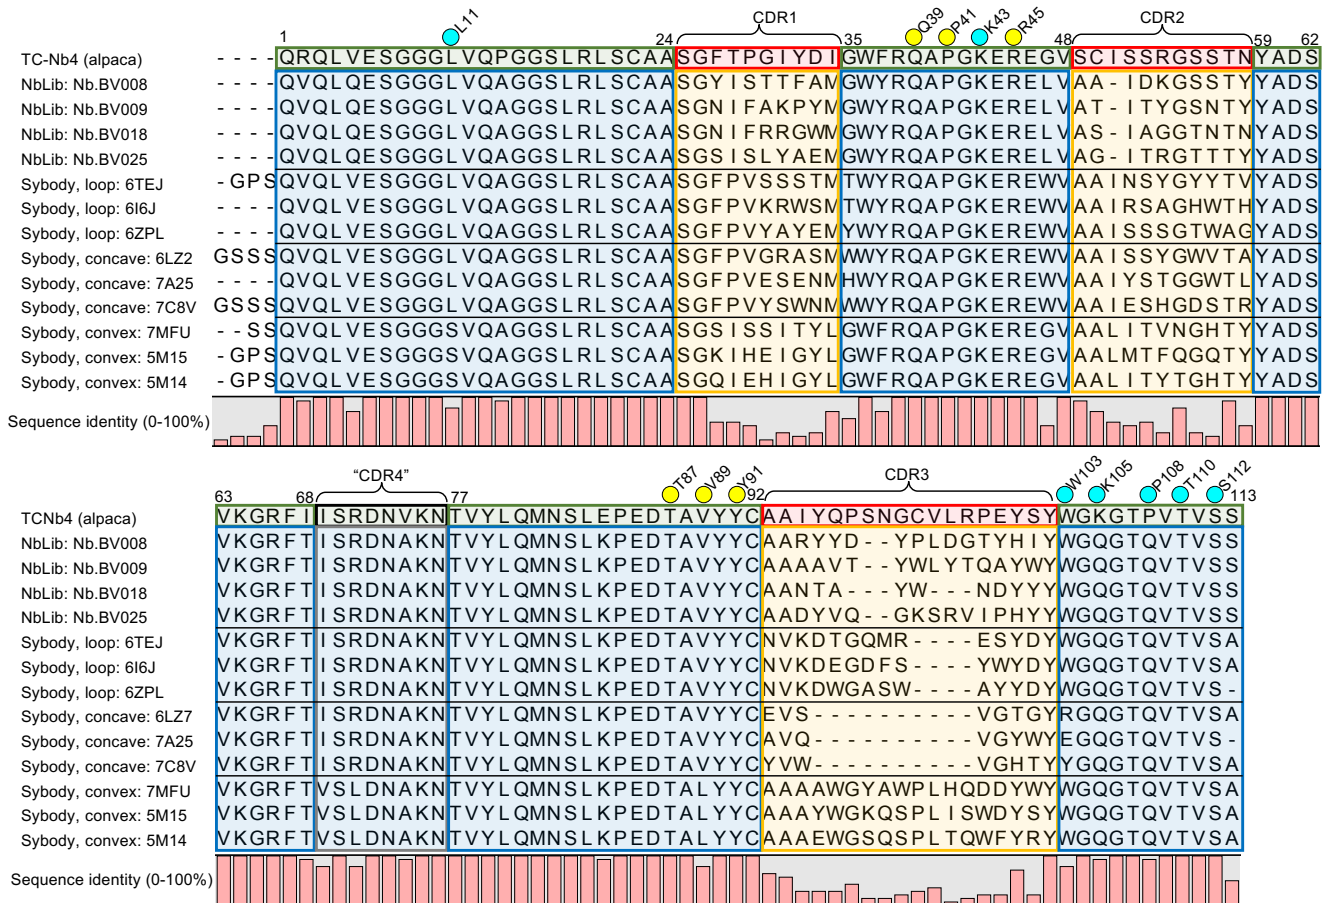 CDR1 CDR2
L11 Q39 P41 K43 R45
1 24 35 48 59 62
TC-Nb4 (alpaca) ----QRQLVESGGGLVQPGGSLRLSCAASGFTPGIYDIGWFRQAPGKEREGVSCISSRGSSTNYADS
NbLib: Nb.BV008 ----QVQLQESGGGLVQAGGSLRLSCAASGYISTTFAMGWYRQAPGKERELVAA-IDKGSSTYYADS
NbLib: Nb.BV009 ----QVQLQESGGGLVQAGGSLRLSCAASGNIFAKPYMGWYRQAPGKERELVAT-ITYGSNTYYADS
NbLib: Nb.BV018 ----QVQLQESGGGLVQAGGSLRLSCAASGNIFRRGWMGWYRQAPGKERELVAS-IAGGTNTNYADS
NbLib: Nb.BV025 ----QVQLQESGGGLVQAGGSLRLSCAASGSISLYAEMGWYRQAPGKERELVAG-ITRGTTTYYADS
Sybody, loop: 6TEJ -GPSQVQLVESGGGLVQAGGSLRLSCAASGFPVSSSTMTWYRQAPGKEREWVAAINSYGYYTVYADS
Sybody, loop: 6I6J ----QVQLVESGGGLVQAGGSLRLSCAASGFPVKRWSMTWYRQAPGKEREWVAAIRSAGHWTHYADS
Sybody, loop: 6ZPL ----QVQLVESGGGLVQAGGSLRLSCAASGFPVYAYEMYWYRQAPGKEREWVAAISSSGTWAGYADS
Sybody, concave: 6LZ2 GSSSQVQLVESGGGLVQAGGSLRLSCAASGFPVGRASMWWYRQAPGKEREWVAAISSYGWVTAYADS
Sybody, concave: 7A25 ----QVQLVESGGGLVQAGGSLRLSCAASGFPVESENMHWYRQAPGKEREWVAAIYSTGGWTLYADS
Sybody, concave: 7C8V GSSSQVQLVESGGGLVQAGGSLRLSCAASGFPVYSWNMWWYRQAPGKEREWVAAIESHGDSTRYADS
Sybody, convex: 7MFU --SSQVQLVESGGGSVQAGGSLRLSCAASGSISSITYLGWFRQAPGKEREGVAALITVNGHTYYADS
Sybody, convex: 5M15 -GPSQVQLVESGGGSVQAGGSLRLSCAASGKIHEIGYLGWFRQAPGKEREGVAALMTFQGQTYYADS
Sybody, convex: 5M14 -GPSQVQLVESGGGSVQAGGSLRLSCAASGQIEHIGYLGWFRQAPGKEREGVAALITYTGHTYYADS
Sequence identity (0-100%)
“CDR4” CDR3
T87 V89 Y91 W103 K105 P108 T110 S112
63 68 77 92 113
TCNb4 (alpaca) VKGRFIISRDNVKNTVYLQMNSLEPEDTAVYYCAAIYQPSNGCVLRPEYSYWGKGTPVTVSS
NbLib: Nb.BV008 VKGRFTISRDNAKNTVYLQMNSLKPEDTAVYYCAARYYD--YPLDGTYHIYWGQGTQVTVSS
NbLib: Nb.BV009 VKGRFTISRDNAKNTVYLQMNSLKPEDTAVYYCAAAAVT--YWLYTQAYWYWGQGTQVTVSS
NbLib: Nb.BV018 VKGRFTISRDNAKNTVYLQMNSLKPEDTAVYYCAANTA---YW---NDYYYWGQGTQVTVSS
NbLib: Nb.BV025 VKGRFTISRDNAKNTVYLQMNSLKPEDTAVYYCAADYVQ--GKSRVIPHYYWGQGTQVTVSS
Sybody, loop: 6TEJ VKGRFTISRDNAKNTVYLQMNSLKPEDTAVYYCNVKDTGQMR----ESYDYWGQGTQVTVSA
Sybody, loop: 6I6J VKGRFTISRDNAKNTVYLQMNSLKPEDTAVYYCNVKDEGDFS----YWYDYWGQGTQVTVSA
Sybody, loop: 6ZPL VKGRFTISRDNAKNTVYLQMNSLKPEDTAVYYCNVKDWGASW----AYYDYWGQGTQVTVS-
Sybody, concave: 6LZ7 VKGRFTISRDNAKNTVYLQMNSLKPEDTAVYYCEVS----------VGTGYRGQGTQVTVSA
Sybody, concave: 7A25 VKGRFTISRDNAKNTVYLQMNSLKPEDTAVYYCAVQ----------VGYWYEGQGTQVTVS-
Sybody, concave: 7C8V VKGRFTISRDNAKNTVYLQMNSLKPEDTAVYYCYVW----------VGHTYYGQGTQVTVSA
Sybody, convex: 7MFU VKGRFTVSLDNAKNTVYLQMNSLKPEDTALYYCAAAAWGYAWPLHQDDYWYWGQGTQVTVSA
Sybody, convex: 5M15 VKGRFTVSLDNAKNTVYLQMNSLKPEDTALYYCAAAYWGKQSPLISWDYSYWGQGTQVTVSA
Sybody, convex: 5M14 VKGRFTVSLDNAKNTVYLQMNSLKPEDTALYYCAAAEWGSQSPLTQWFYRYWGQGTQVTVSA
Sequence identity (0-100%)